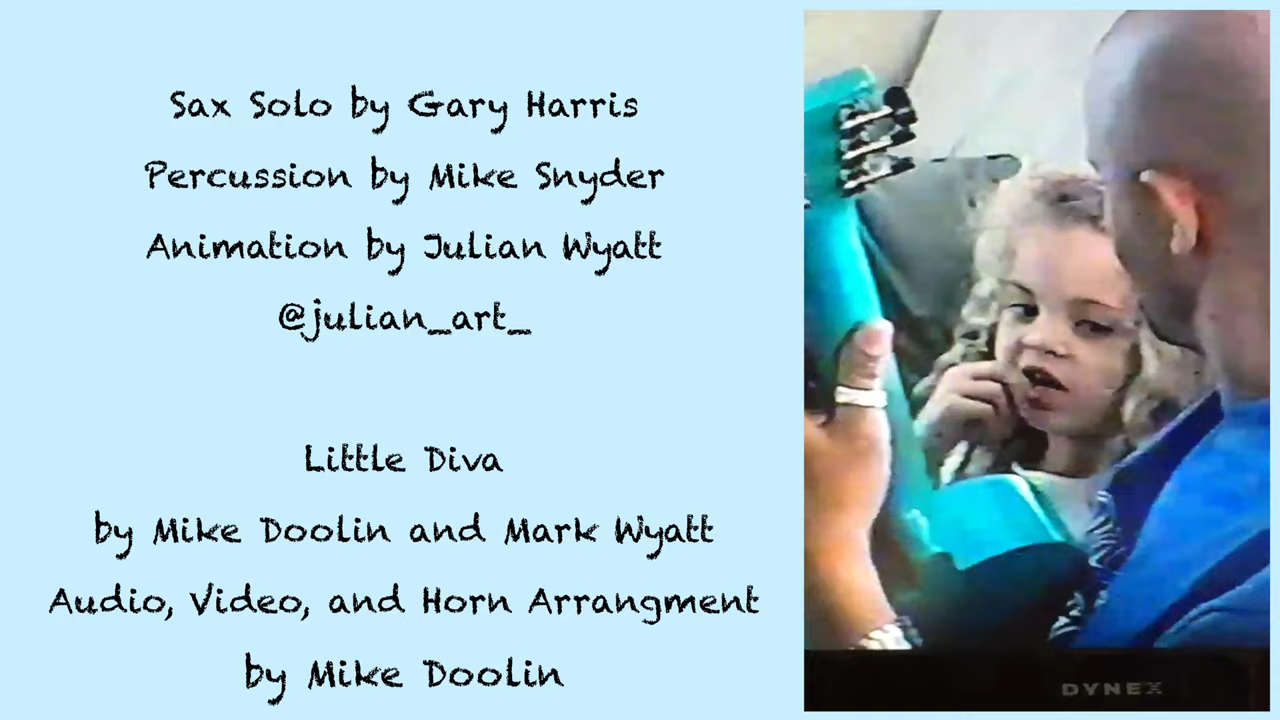 Sax Solo by Gary Harris
Percussion by Mike Snyder
Animation by Julian Wyatt
@julian_art_
Little Diva
by Mike Doolin and Mark Wyatt
Audio, Video, and Horn Arrangment
by Mike Doolin
DYNEX